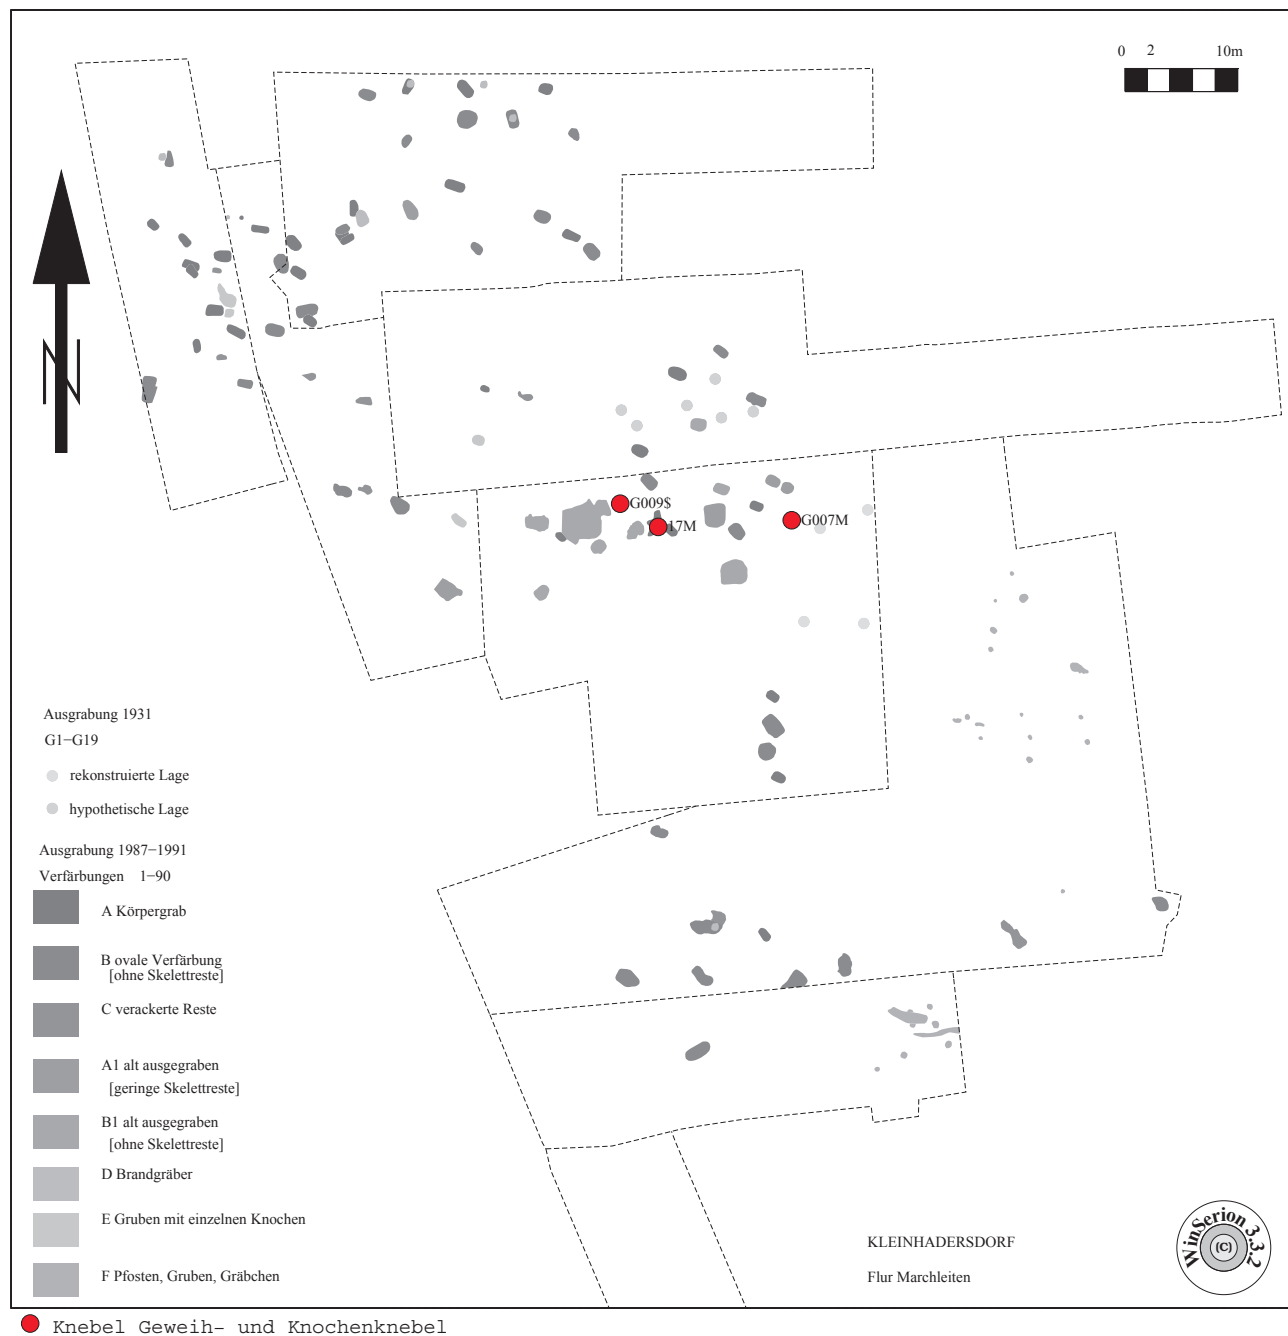 0 2 10m
N
G009$
17M
G007M
Ausgrabung 1931
G1−G19
rekonstruierte Lage
hypothetische Lage
Ausgrabung 1987−1991
Verfärbungen 1−90
A Körpergrab
B ovale Verfärbung
[ohne Skelettreste]
C verackerte Reste
A1 alt ausgegraben
[geringe Skelettreste]
B1 alt ausgegraben
[ohne Skelettreste]
D Brandgräber
E Gruben mit einzelnen Knochen
F Pfosten, Gruben, Gräbchen
KLEINHADERSDORF
Flur Marchleiten
WinSerion 3.3.2
(C)
Knebel Geweih- und Knochenknebel